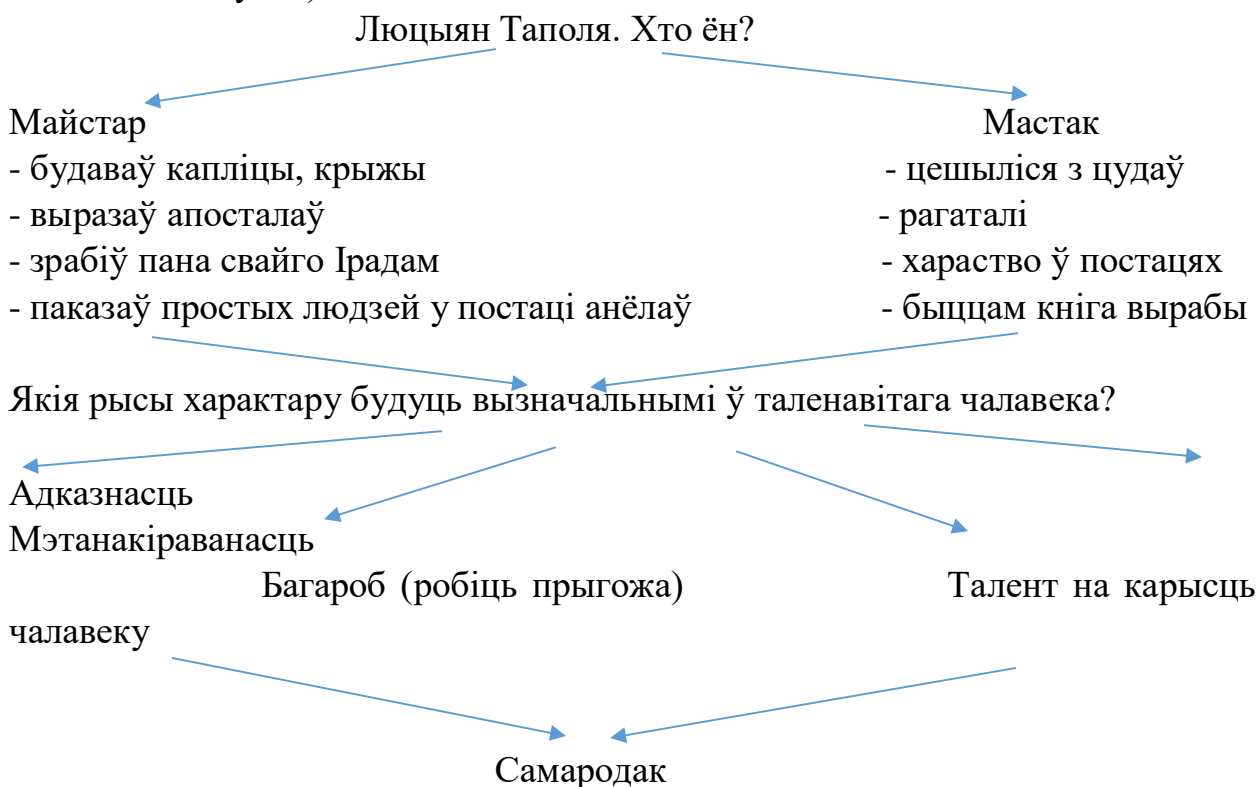 Люцыян Таполя. Хто ён?
Майстар Мастак
- будаваў капліцы, крыжы - цешыліся з цудаў
- выразаў апосталаў - рагаталі
- зрабіў пана свайго Ірадам - хараство ў постацях
- паказаў простых людзей у постаці анёлаў - быццам кніга вырабы
Якія рысы характару будуць вызначальнымі ў таленавітага чалавека?
Адказнасць
Мэтанакіраванасць
Багароб (робіць прыгожа) Талент на карысць
чалавеку
Самародак